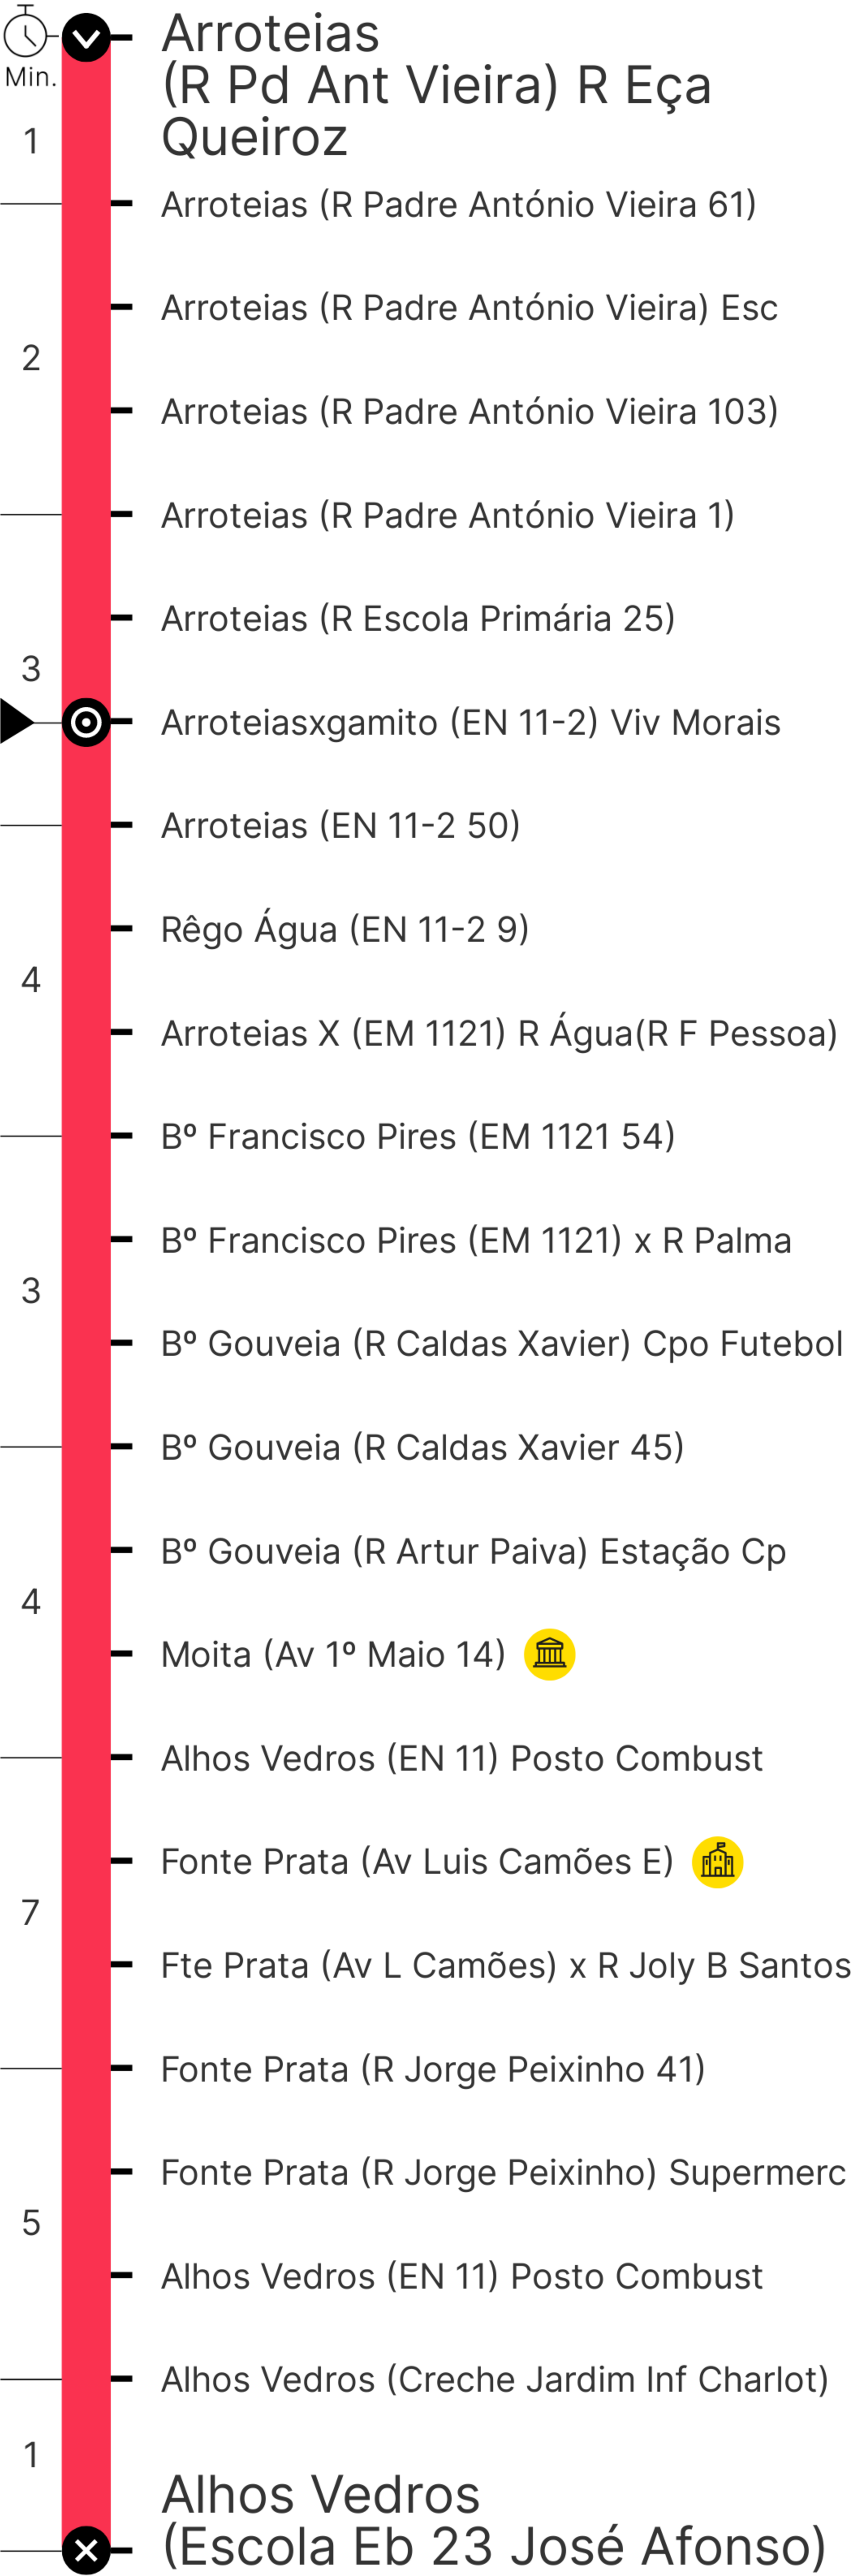 Min.
Arroteias
(R Pd Ant Vieira) R Eça
Queiroz
1
Arroteias (R Padre António Vieira 61)
Arroteias (R Padre António Vieira) Esc
2
Arroteias (R Padre António Vieira 103)
Arroteias (R Padre António Vieira 1)
Arroteias (R Escola Primária 25)
3
Arroteiasxgamito (EN 11-2) Viv Morais
Arroteias (EN 11-2 50)
Rêgo Água (EN 11-2 9)
4
Arroteias X (EM 1121) R Água(R F Pessoa)
Bº Francisco Pires (EM 1121 54)
Bº Francisco Pires (EM 1121) x R Palma
3
Bº Gouveia (R Caldas Xavier) Cpo Futebol
Bº Gouveia (R Caldas Xavier 45)
Bº Gouveia (R Artur Paiva) Estação Cp
4
Moita (Av 1º Maio 14)
Alhos Vedros (EN 11) Posto Combust
Fonte Prata (Av Luis Camões E)
7
Fte Prata (Av L Camões) x R Joly B Santos
Fonte Prata (R Jorge Peixinho 41)
Fonte Prata (R Jorge Peixinho) Supermerc
5
Alhos Vedros (EN 11) Posto Combust
Alhos Vedros (Creche Jardim Inf Charlot)
1
Alhos Vedros
(Escola Eb 23 José Afonso)